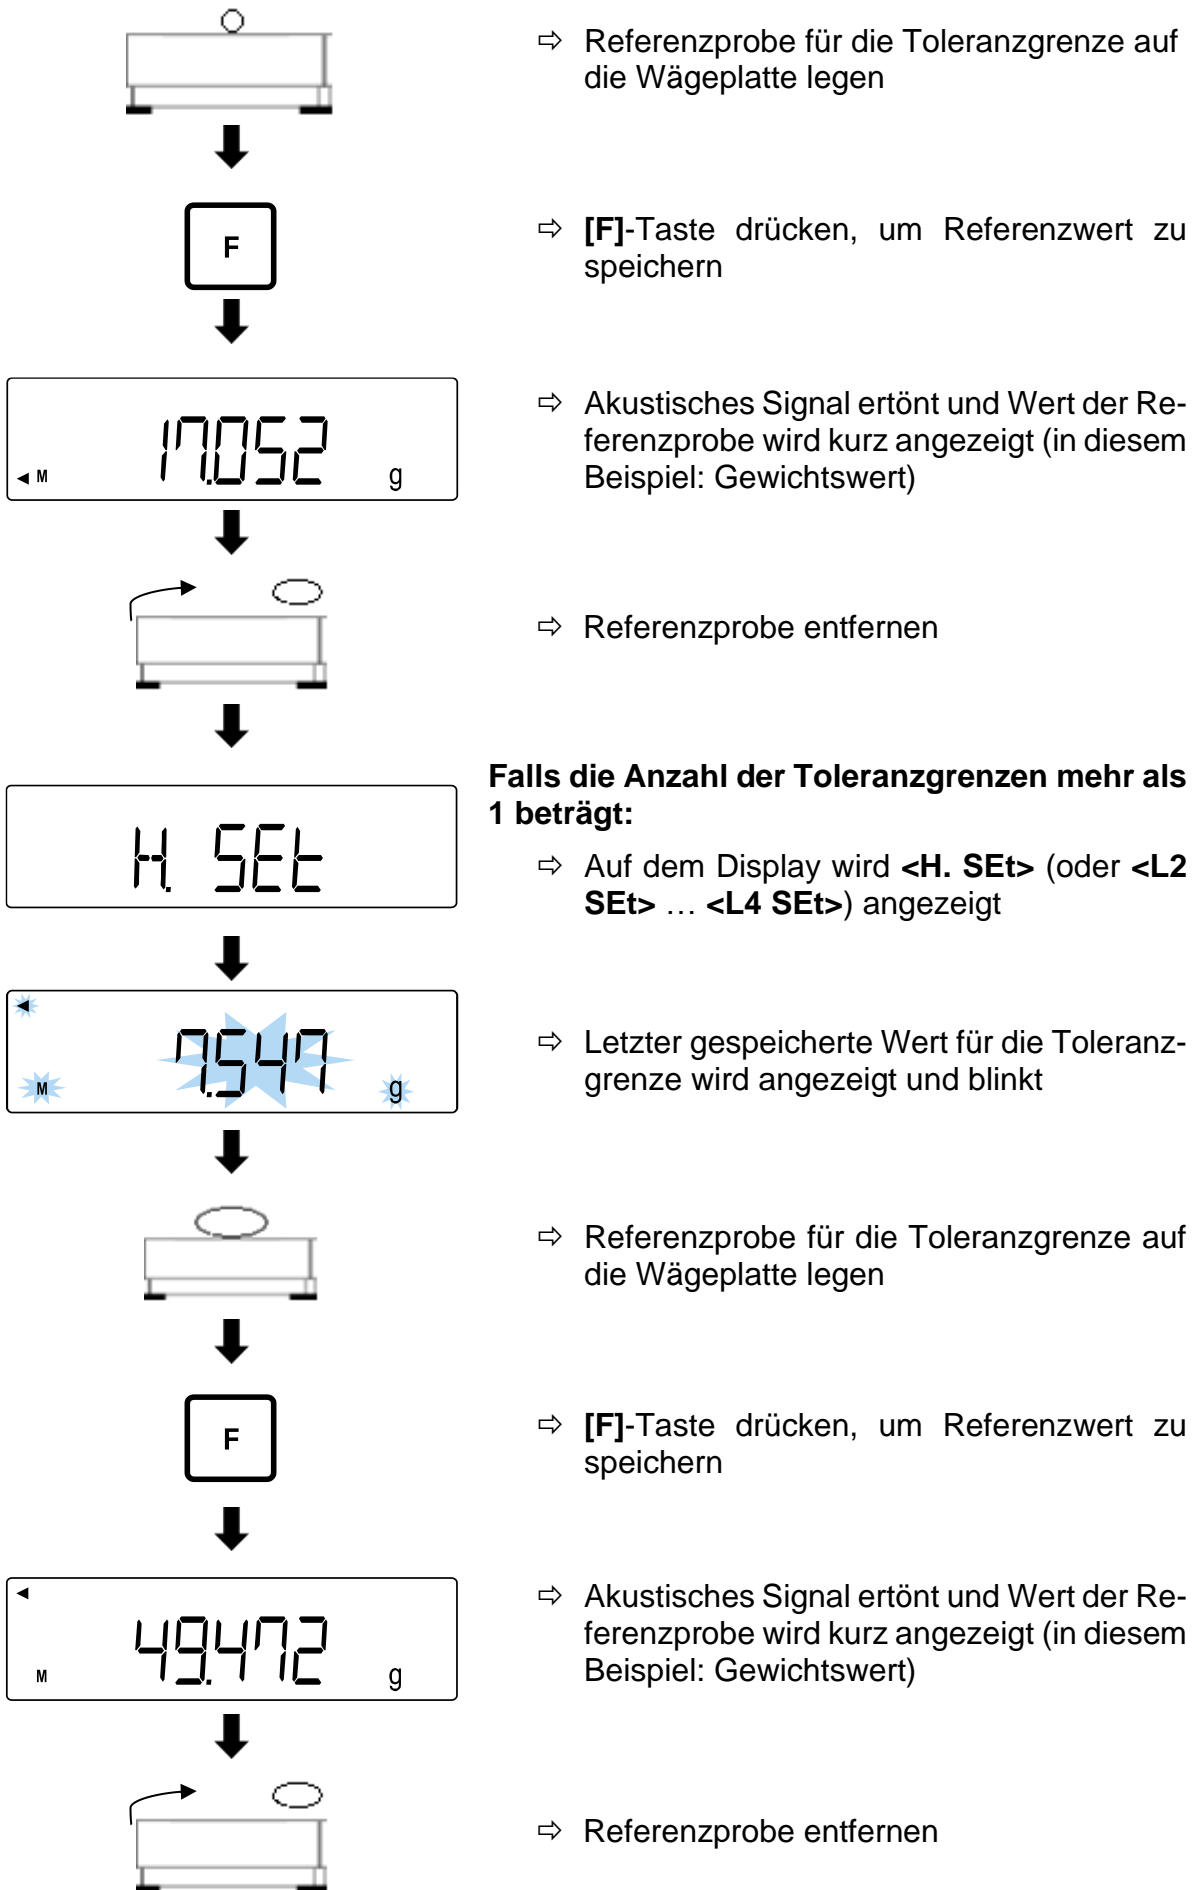 ⇨ Referenzprobe für die Toleranzgrenze auf
die Wägeplatte legen
F
⇨ [F]-Taste drücken, um Referenzwert zu
speichern
◄ M 17.052 g
⇨ Akustisches Signal ertönt und Wert der Re-
ferenzprobe wird kurz angezeigt (in diesem
Beispiel: Gewichtswert)
⇨ Referenzprobe entfernen
Falls die Anzahl der Toleranzgrenzen mehr als
1 beträgt:
H. SEt
⇨ Auf dem Display wird <H. SEt> (oder <L2
SEt> … <L4 SEt>) angezeigt
◄
M 7.547 g
⇨ Letzter gespeicherte Wert für die Toleranz-
grenze wird angezeigt und blinkt
⇨ Referenzprobe für die Toleranzgrenze auf
die Wägeplatte legen
F
⇨ [F]-Taste drücken, um Referenzwert zu
speichern
◄
M 49.472 g
⇨ Akustisches Signal ertönt und Wert der Re-
ferenzprobe wird kurz angezeigt (in diesem
Beispiel: Gewichtswert)
⇨ Referenzprobe entfernen